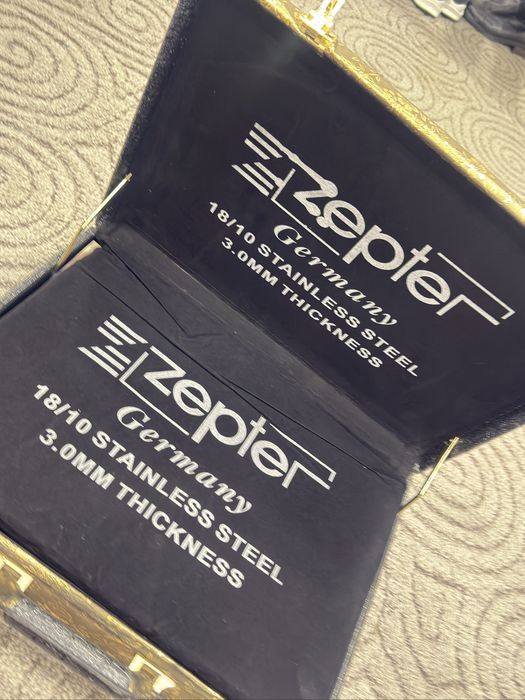 Zepter
Germany
18/10 STAINLESS STEEL
3.0MM THICKNESS
Zepter
Germany
18/10 STAINLESS STEEL
3.0MM THICKNESS